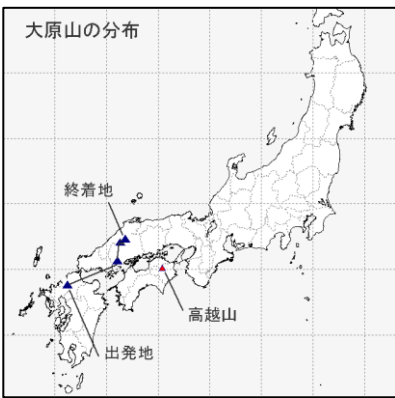 大原山の分布
終着地
高越山
出発地